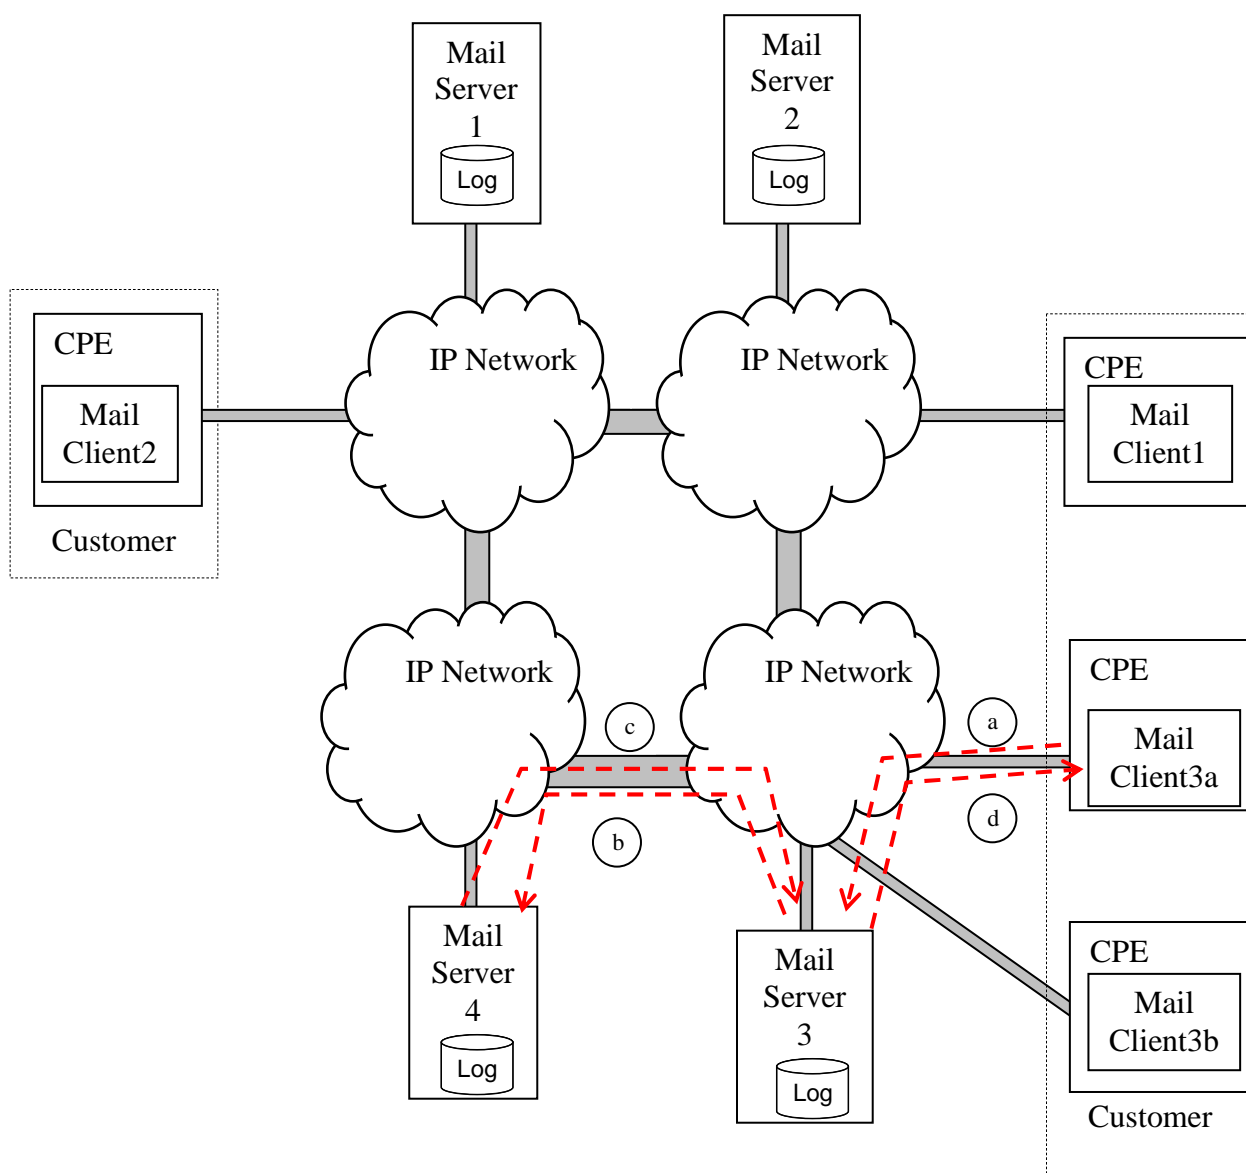 Mail
Server
1
Log
Mail
Server
2
Log
CPE
Mail
Client2
Customer
IP Network
IP Network
CPE
Mail
Client1
IP Network
IP Network
c
b
a
d
CPE
Mail
Client3a
Mail
Server
4
Log
Mail
Server
3
Log
CPE
Mail
Client3b
Customer